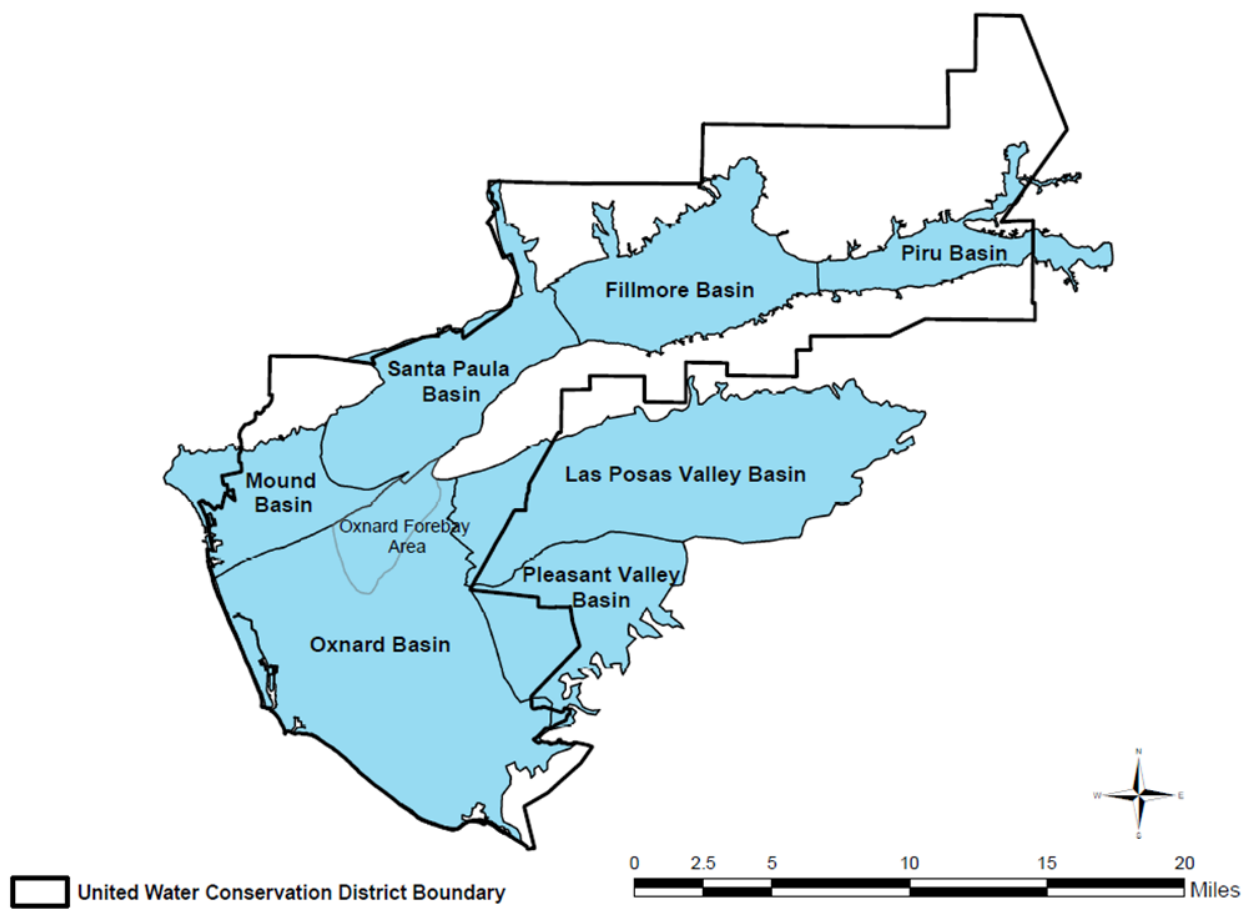 Piru Basin
Fillmore Basin
Santa Paula
Basin
Las Posas Valley Basin
Mound
Basin
Oxnard Forebay
Area
Pleasant Valley
Basin
Oxnard Basin
N
W
E
S
0
2.5
5
10
15
20
Miles
United Water Conservation District Boundary